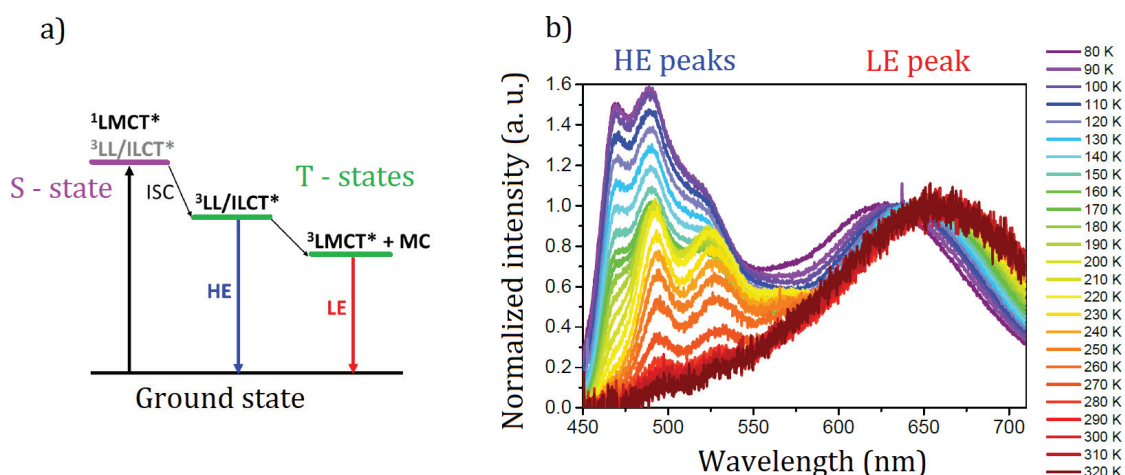 a)
¹LMCT*
³LL/ILCT*
S - state
ISC
T - states
³LL/ILCT*
³LMCT* + MC
HE
LE
Ground state
b)
HE peaks
LE peak
Normalized intensity (a. u.)
1.6
1.4
1.2
1.0
0.8
0.6
0.4
0.2
0.0
450
500
550
600
650
700
Wavelength (nm)
80 K
90 K
100 K
110 K
120 K
130 K
140 K
150 K
160 K
170 K
180 K
190 K
200 K
210 K
220 K
230 K
240 K
250 K
260 K
270 K
280 K
290 K
300 K
310 K
320 K